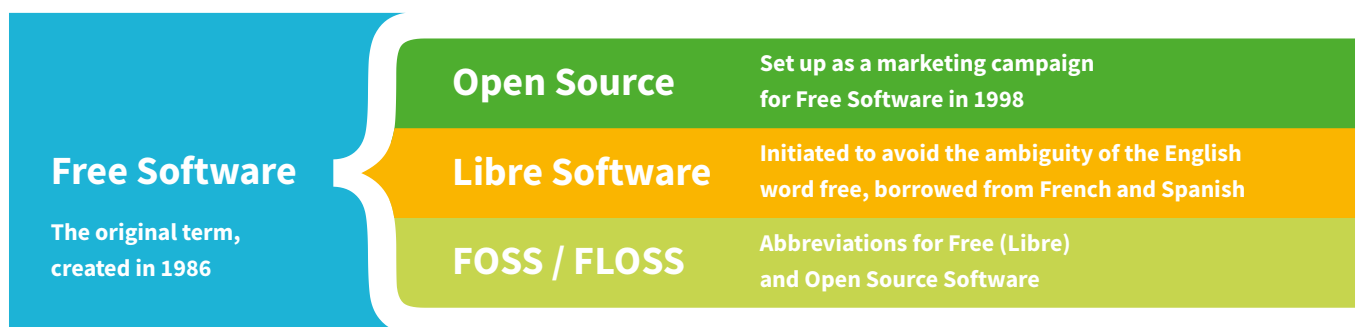 Free Software
The original term,
created in 1986
Open Source
Set up as a marketing campaign
for Free Software in 1998
Libre Software
Initiated to avoid the ambiguity of the English
word free, borrowed from French and Spanish
FOSS / FLOSS
Abbreviations for Free (Libre)
and Open Source Software